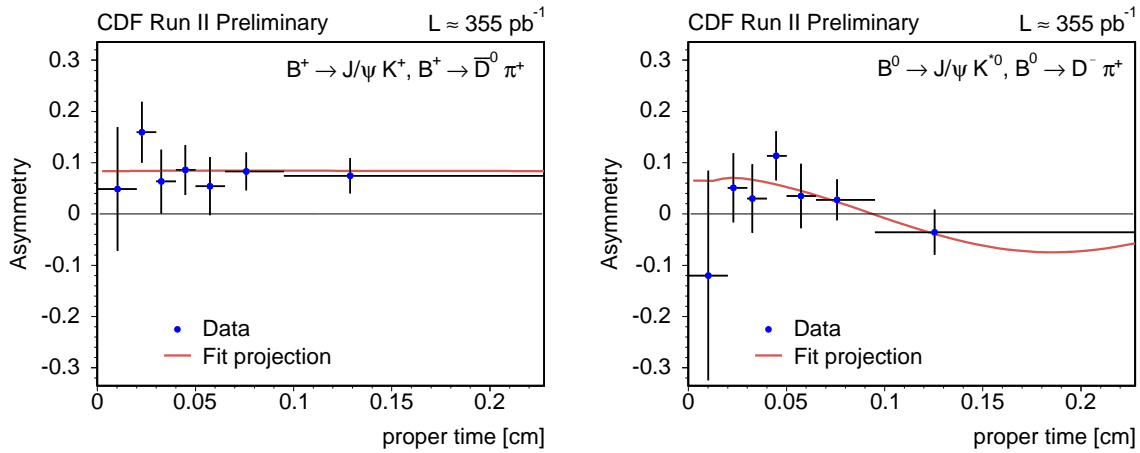 CDF Run II Preliminary L ≈ 355 pb⁻¹
B⁺ → J/ψ K⁺, B⁺ → D̄⁰ π⁺
Asymmetry
0.3
0.2
0.1
0
-0.1
-0.2
-0.3
Data
Fit projection
0 0.05 0.1 0.15 0.2
proper time [cm]
CDF Run II Preliminary L ≈ 355 pb⁻¹
B⁰ → J/ψ K*⁰, B⁰ → D⁻ π⁺
Asymmetry
0.3
0.2
0.1
0
-0.1
-0.2
-0.3
Data
Fit projection
0 0.05 0.1 0.15 0.2
proper time [cm]